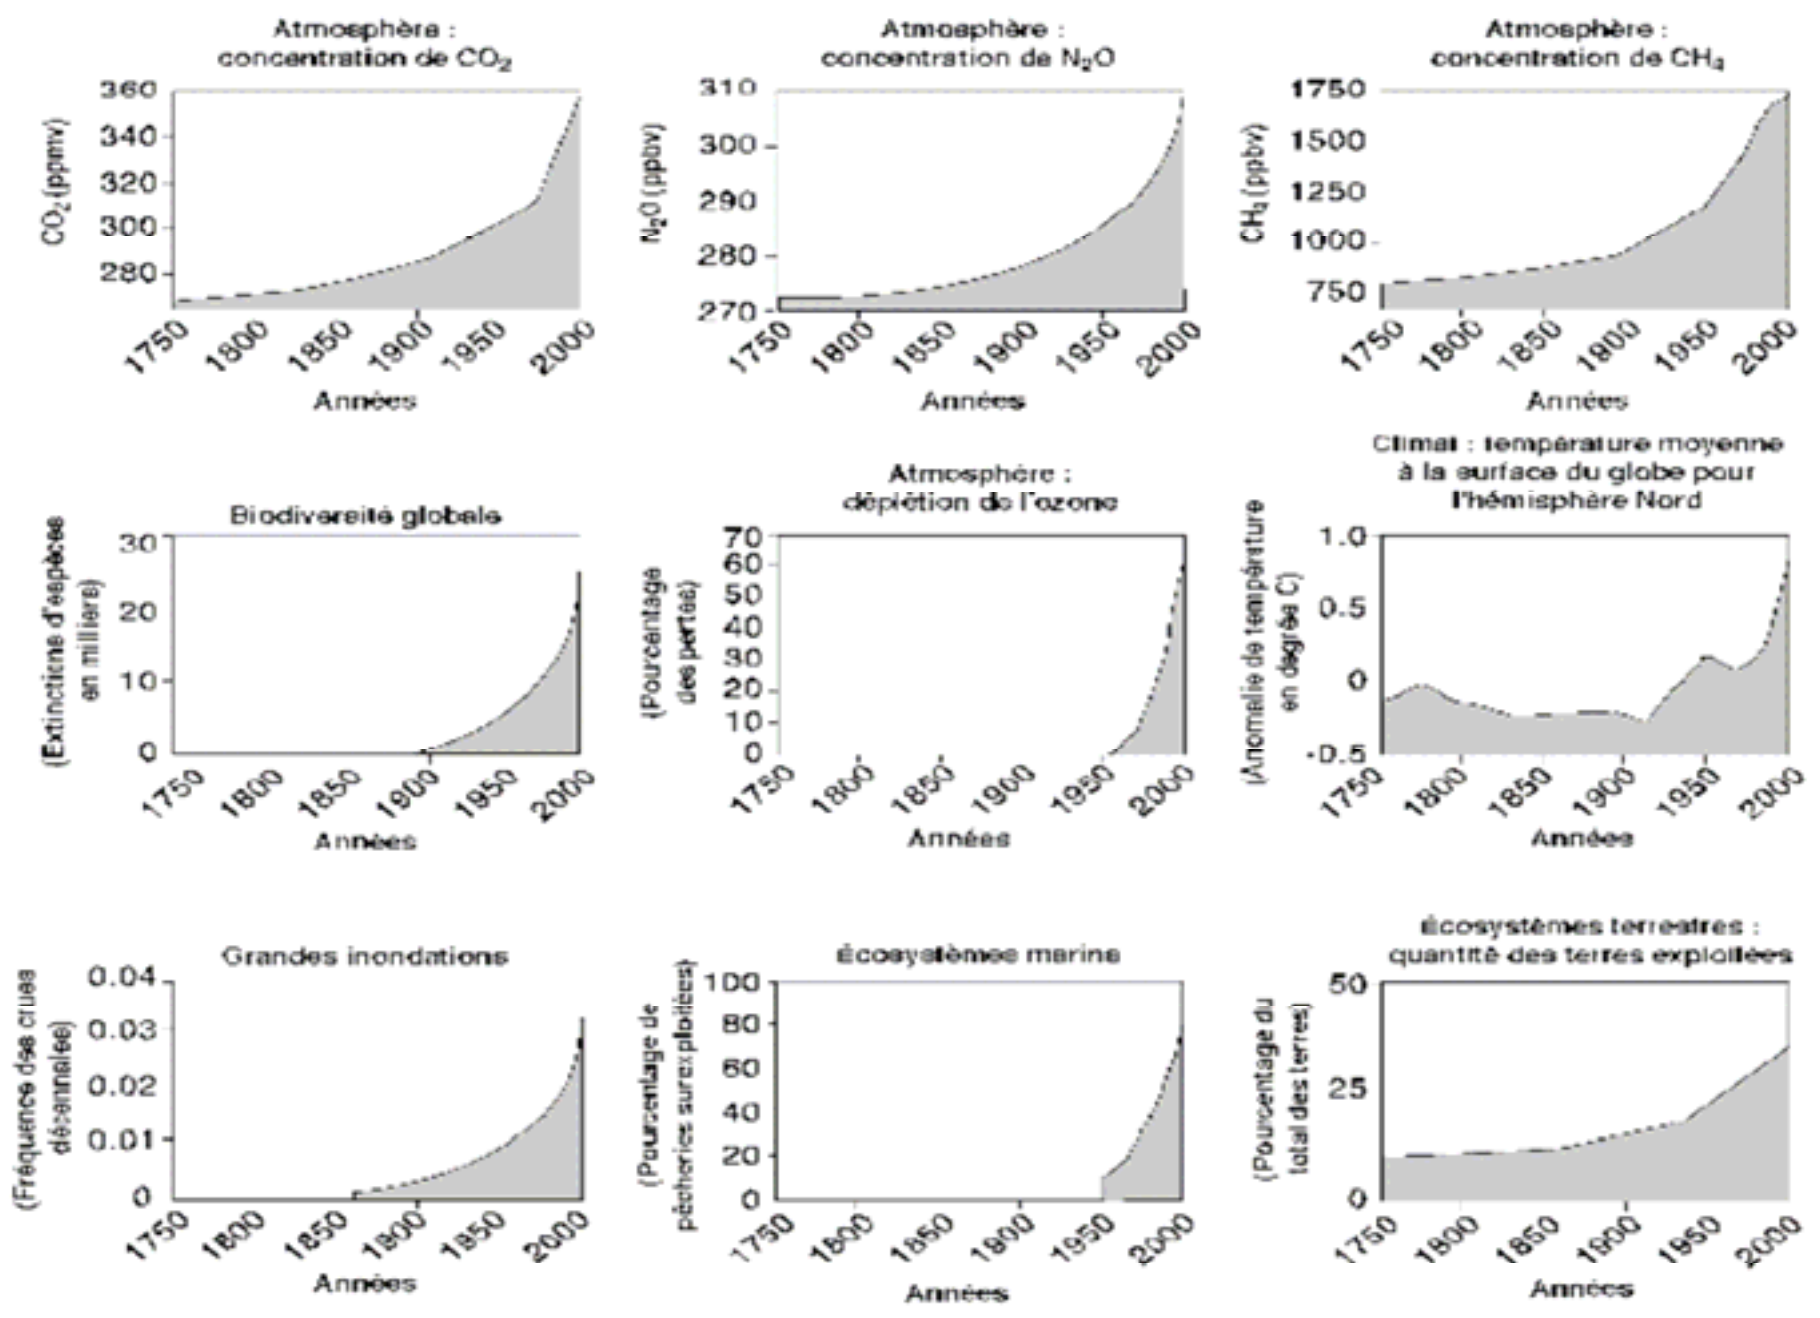 Atmosphère :
concentration de CO2
CO2 (ppmv)
360
340
320
300
280
1750 1800 1850 1900 1950 2000
Années
Atmosphère :
concentration de N2O
N2O (ppbv)
310
300
290
280
270
1750 1800 1850 1900 1950 2000
Années
Atmosphère :
concentration de CH4
CH4 (ppbv)
1750
1500
1250
1000
750
1750 1800 1850 1900 1950 2000
Années
Biodiversité globale
(Extinctions d'espèces
en milliers)
30
20
10
0
1750 1800 1850 1900 1950 2000
Années
Atmosphère :
déplétion de l'ozone
(Pourcentage
des pertes)
70
60
50
40
30
20
10
0
1750 1800 1850 1900 1950 2000
Années
Climat : température moyenne
à la surface du globe pour
l'hémisphère Nord
(Anomalie de température
en degrés C)
1.0
0.5
0
-0.5
1750 1800 1850 1900 1950 2000
Années
Grandes inondations
(Fréquence des crues
décennales)
0.04
0.03
0.02
0.01
0
1750 1800 1850 1900 1950 2000
Années
Écosystèmes marins
(Pourcentage de
pêcheries surexploitées)
100
80
60
40
20
0
1750 1800 1850 1900 1950 2000
Années
Écosystèmes terrestres :
quantité des terres exploitées
(Pourcentage du
total des terres)
50
25
0
1750 1800 1850 1900 1950 2000
Années